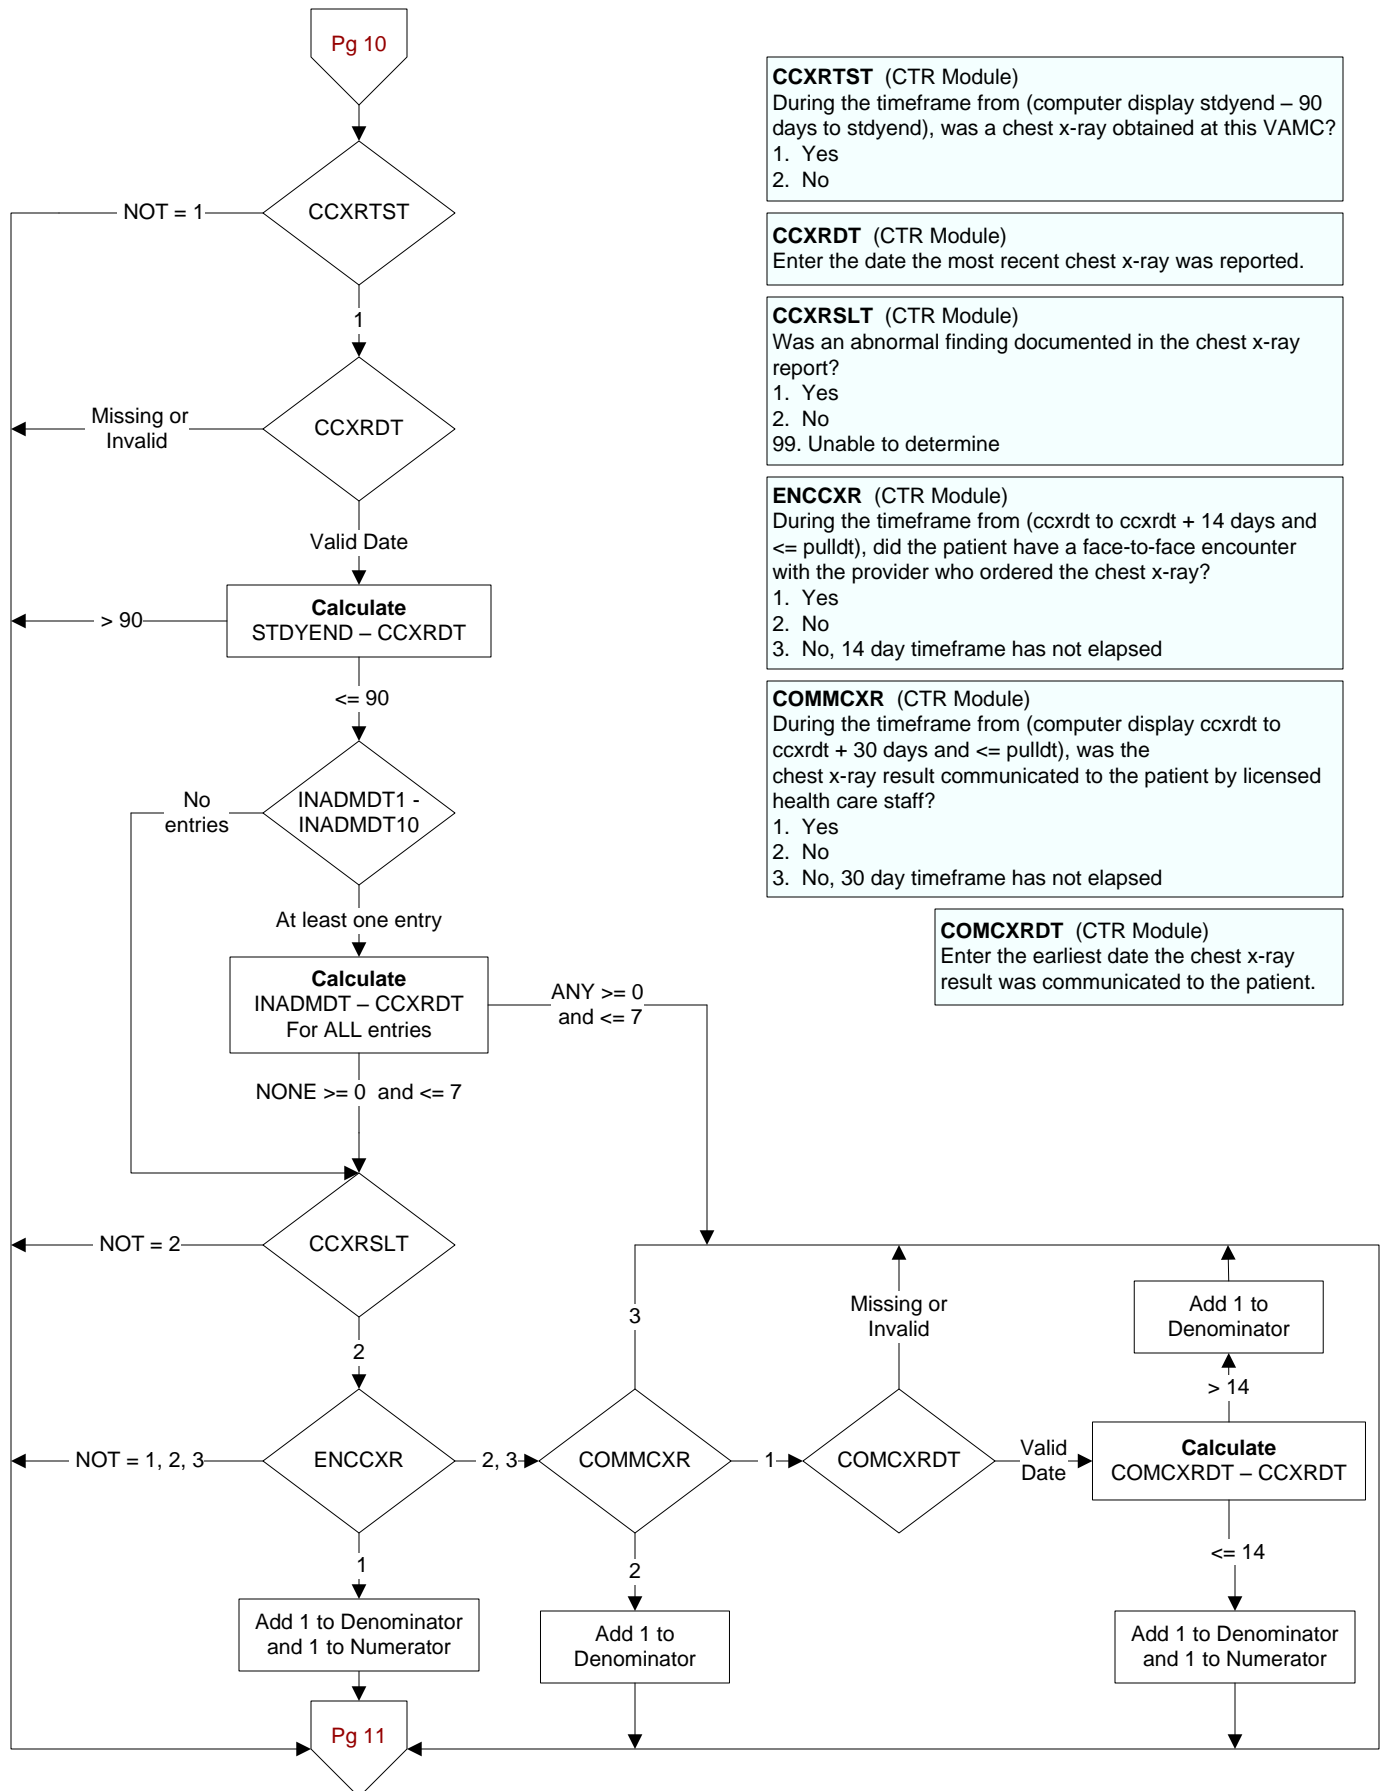 Pg 10
CCXRTST (CTR Module)
During the timeframe from (computer display stdyend – 90
days to stdyend), was a chest x-ray obtained at this VAMC?
1. Yes
2. No
NOT = 1
CCXRTST
CCXRDT (CTR Module)
Enter the date the most recent chest x-ray was reported.
1
CCXRSLT (CTR Module)
Was an abnormal finding documented in the chest x-ray
report?
1. Yes
2. No
99. Unable to determine
Missing or
Invalid
CCXRDT
ENCCXR (CTR Module)
During the timeframe from (ccxrdt to ccxrdt + 14 days and
<= pulldt), did the patient have a face-to-face encounter
with the provider who ordered the chest x-ray?
1. Yes
2. No
3. No, 14 day timeframe has not elapsed
Valid Date
Calculate
STDYEND – CCXRDT
> 90
<= 90
COMMCXR (CTR Module)
During the timeframe from (computer display ccxrdt to
ccxrdt + 30 days and <= pulldt), was the
chest x-ray result communicated to the patient by licensed
health care staff?
1. Yes
2. No
3. No, 30 day timeframe has not elapsed
No
entries
INADMDT1 -
INADMDT10
At least one entry
COMCXRDT (CTR Module)
Enter the earliest date the chest x-ray
result was communicated to the patient.
Calculate
INADMDT – CCXRDT
For ALL entries
ANY >= 0
and <= 7
NONE >= 0 and <= 7
NOT = 2
CCXRSLT
2
3
Missing or
Invalid
Add 1 to
Denominator
> 14
NOT = 1, 2, 3
ENCCXR
2, 3
COMMCXR
1
COMCXRDT
Valid
Date
Calculate
COMCXRDT – CCXRDT
1
2
<= 14
Add 1 to Denominator
and 1 to Numerator
Add 1 to
Denominator
Add 1 to Denominator
and 1 to Numerator
Pg 11